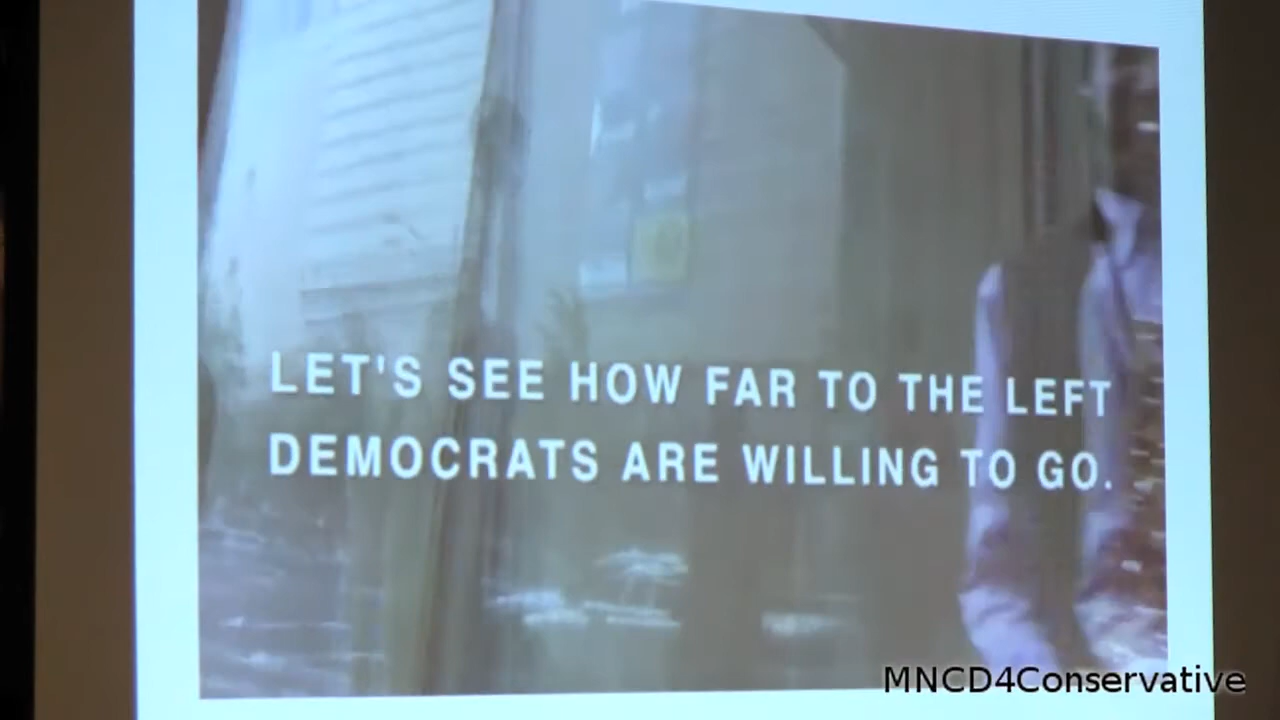 LET'S SEE HOW FAR TO THE LEFT
DEMOCRATS ARE WILLING TO GO.
MNCD4Conservative